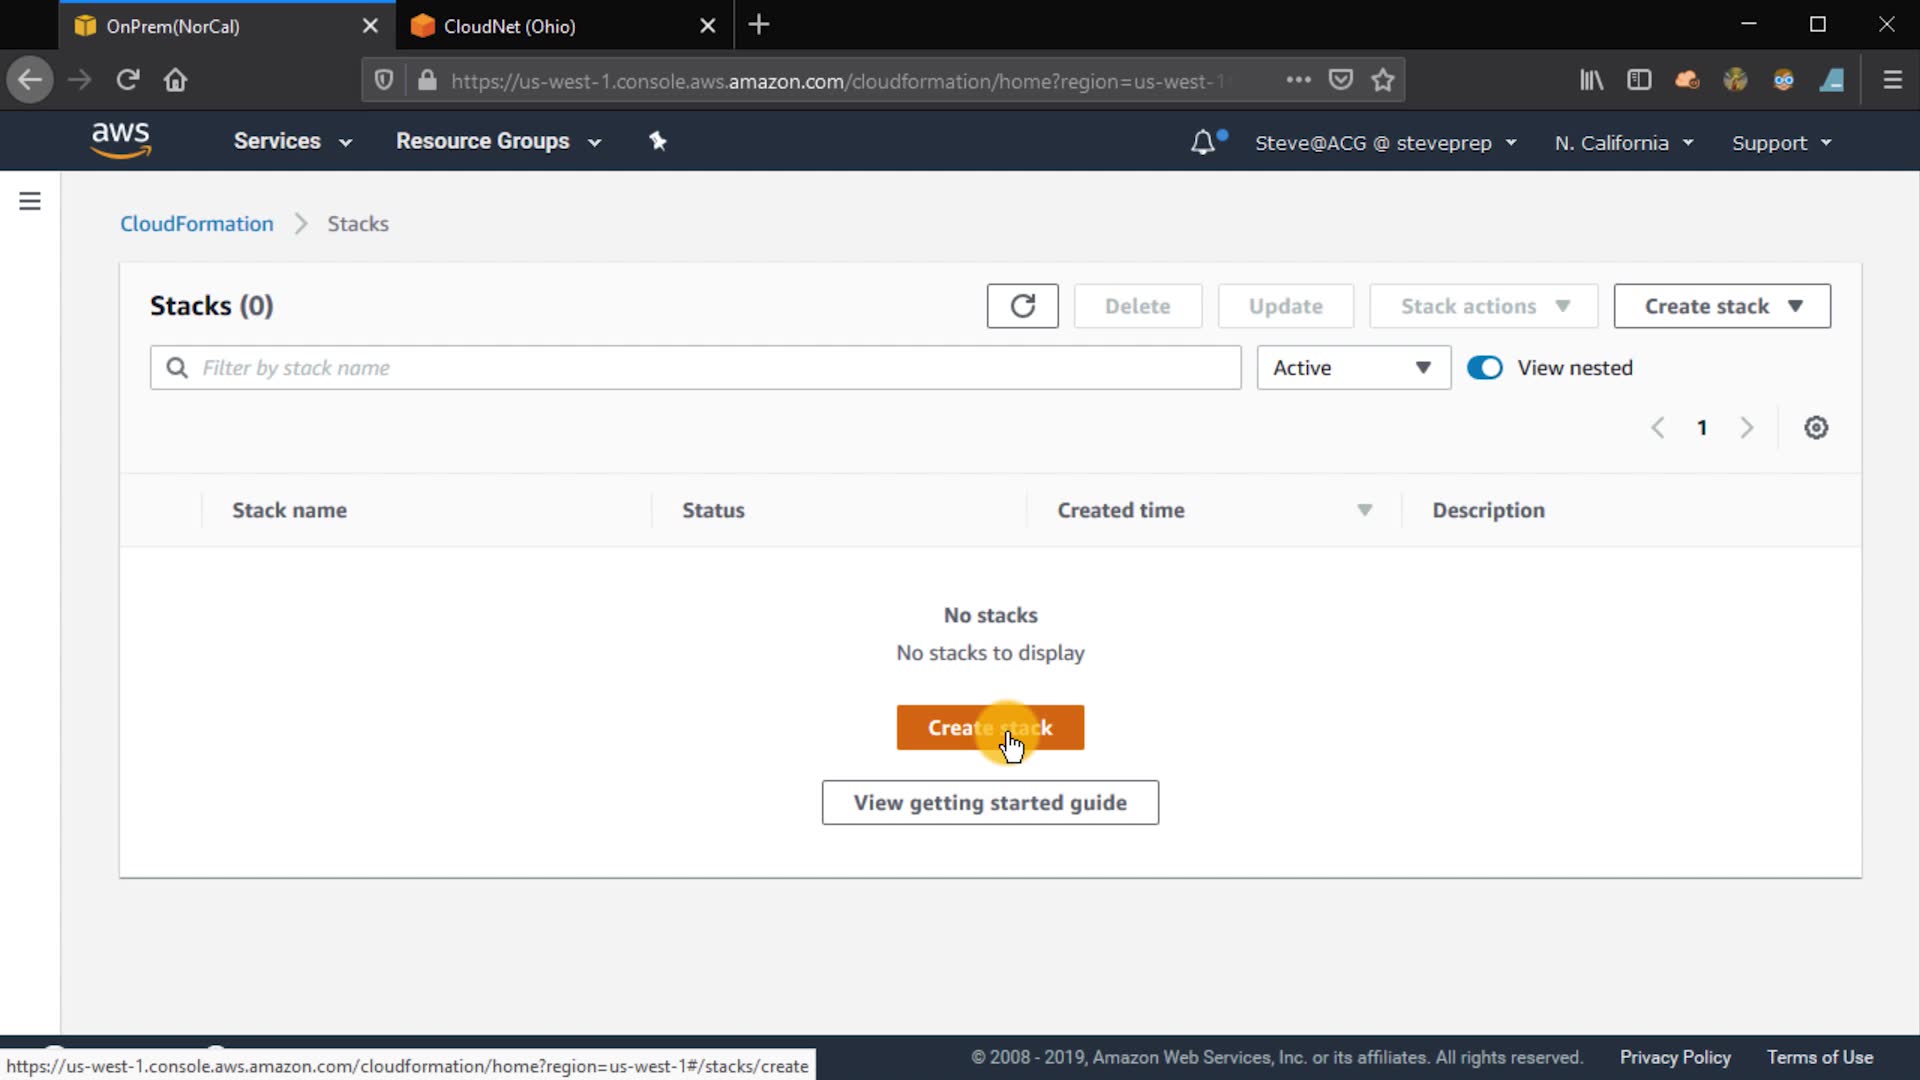 OnPrem(NorCal)
CloudNet (Ohio)
https://us-west-1.console.aws.amazon.com/cloudformation/home?region=us-west-1
aws
Services
Resource Groups
Steve@ACG @ steveprep
N. California
Support
CloudFormation
Stacks
Stacks (0)
Delete
Update
Stack actions
Create stack
Filter by stack name
Active
View nested
1
Stack name
Status
Created time
Description
No stacks
No stacks to display
Create stack
View getting started guide
https://us-west-1.console.aws.amazon.com/cloudformation/home?region=us-west-1#/stacks/create
© 2008 - 2019, Amazon Web Services, Inc. or its affiliates. All rights reserved.
Privacy Policy
Terms of Use